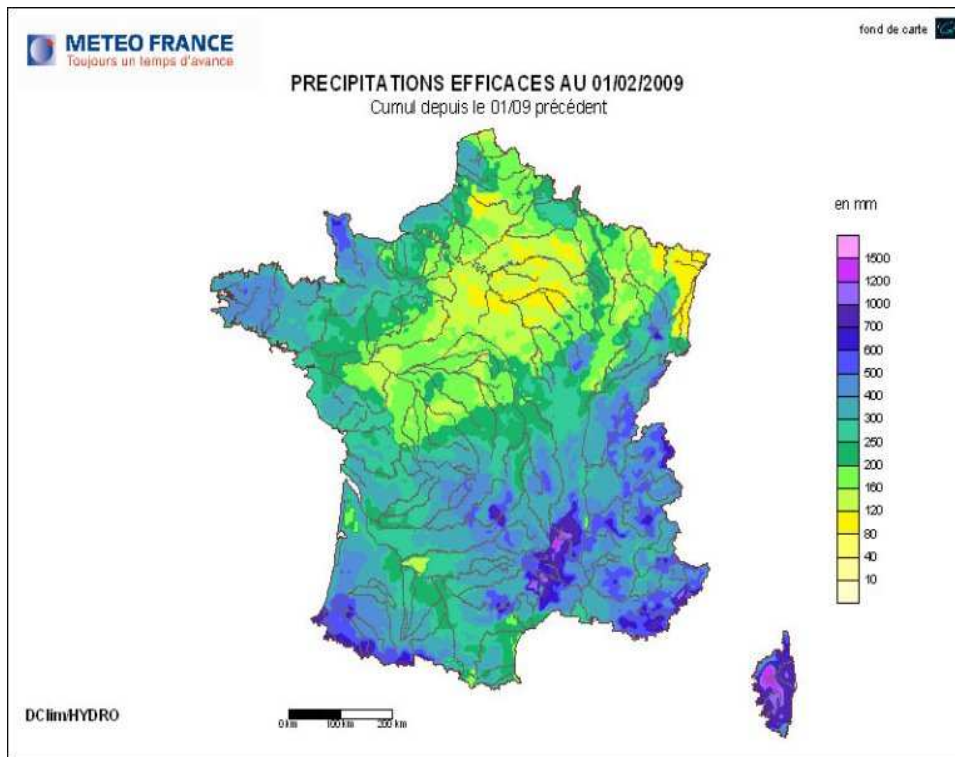 METEO FRANCE
Toujours un temps d'avance
fond de carte
PRECIPITATIONS EFFICACES AU 01/02/2009
Cumul depuis le 01/09 précédent
en mm
1500
1200
1000
700
600
500
400
300
250
200
160
120
80
40
10
DClim/HYDRO
0 km 100 km 200 km